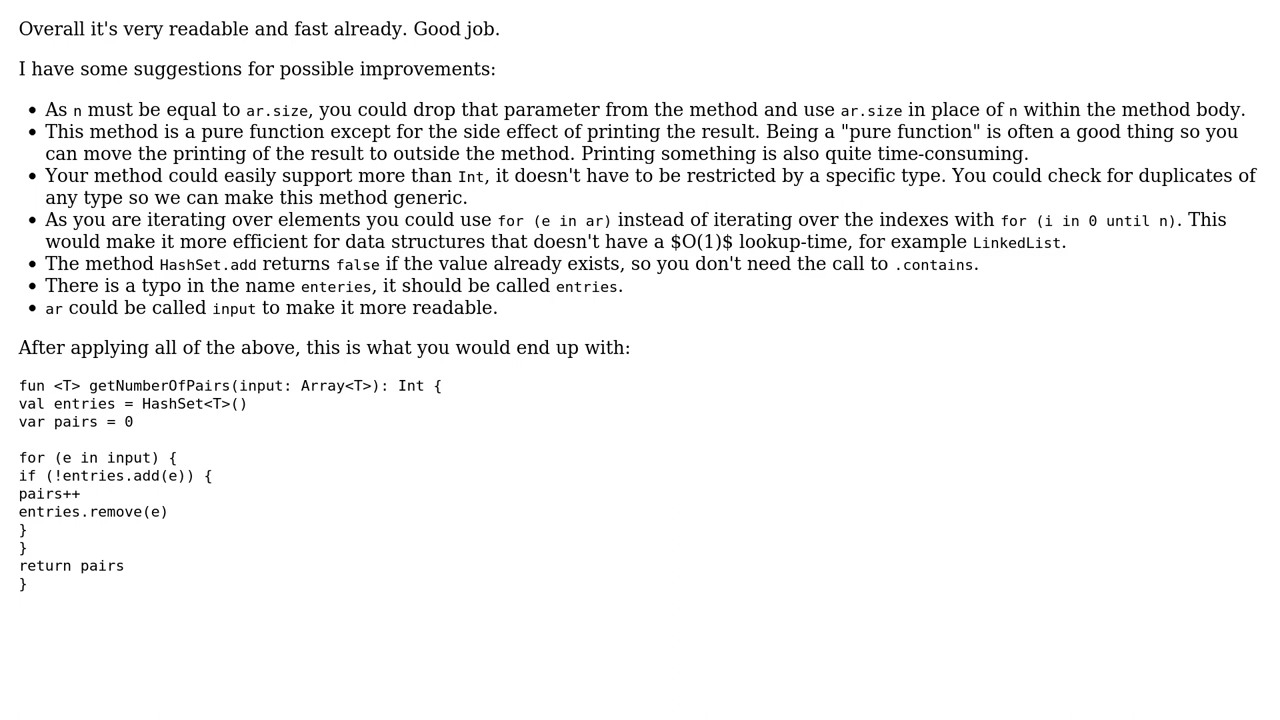 Overall it's very readable and fast already. Good job.
I have some suggestions for possible improvements:
• As n must be equal to ar.size, you could drop that parameter from the method and use ar.size in place of n within the method body.
• This method is a pure function except for the side effect of printing the result. Being a "pure function" is often a good thing so you
can move the printing of the result to outside the method. Printing something is also quite time-consuming.
• Your method could easily support more than Int, it doesn't have to be restricted by a specific type. You could check for duplicates of
any type so we can make this method generic.
• As you are iterating over elements you could use for (e in ar) instead of iterating over the indexes with for (i in 0 until n). This
would make it more efficient for data structures that doesn't have a $O(1)$ lookup-time, for example LinkedList.
• The method HashSet.add returns false if the value already exists, so you don't need the call to .contains.
• There is a typo in the name enteries, it should be called entries.
• ar could be called input to make it more readable.
After applying all of the above, this is what you would end up with:
fun <T> getNumberOfPairs(input: Array<T>): Int {
val entries = HashSet<T>()
var pairs = 0
for (e in input) {
if (!entries.add(e)) {
pairs++
entries.remove(e)
}
}
return pairs
}